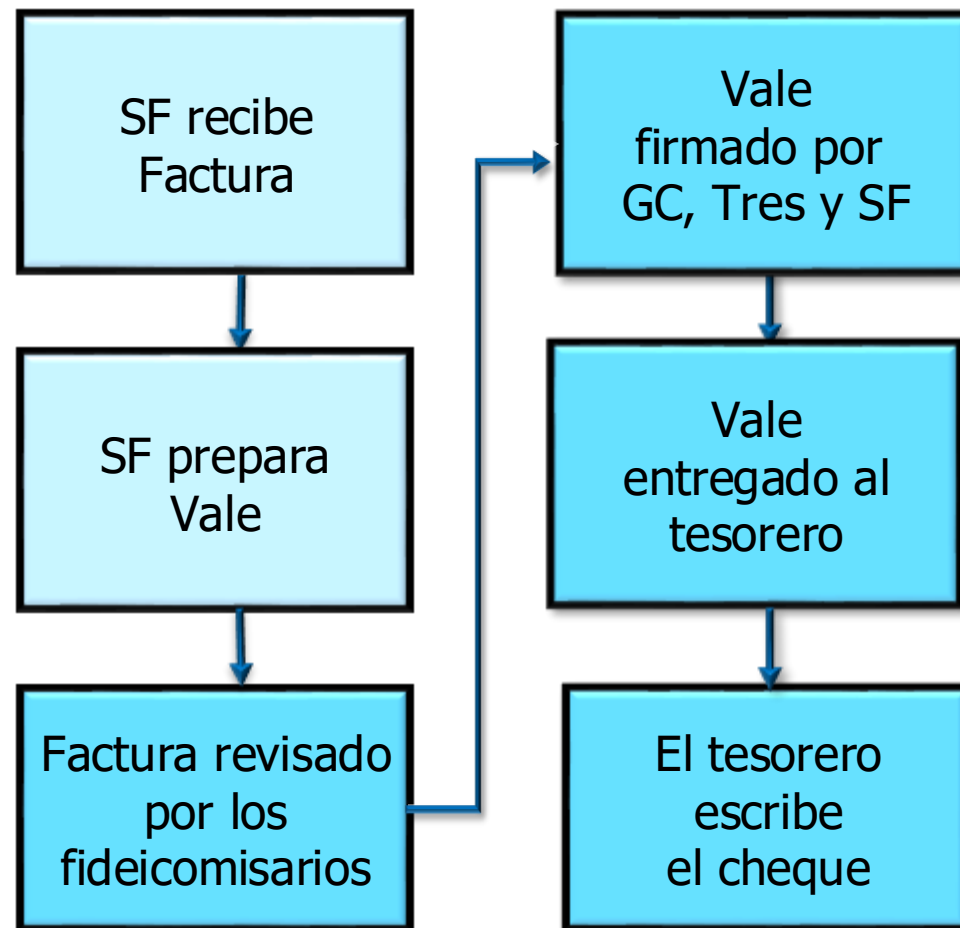 SF recibe
Factura
SF prepara
Vale
Factura revisado
por los
fideicomisarios
Vale
firmado por
GC, Tres y SF
Vale
entregado al
tesorero
El tesorero
escribe
el cheque